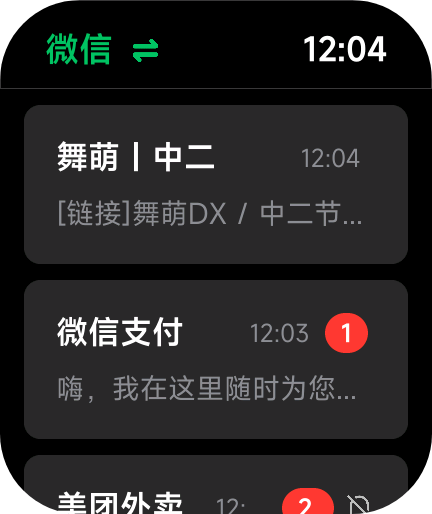 微信 12:04
舞萌丨中二 12:04
[链接]舞萌DX / 中二节...
微信支付 12:03 1
嗨，我在这里随时为您...
美团外卖 12: 2